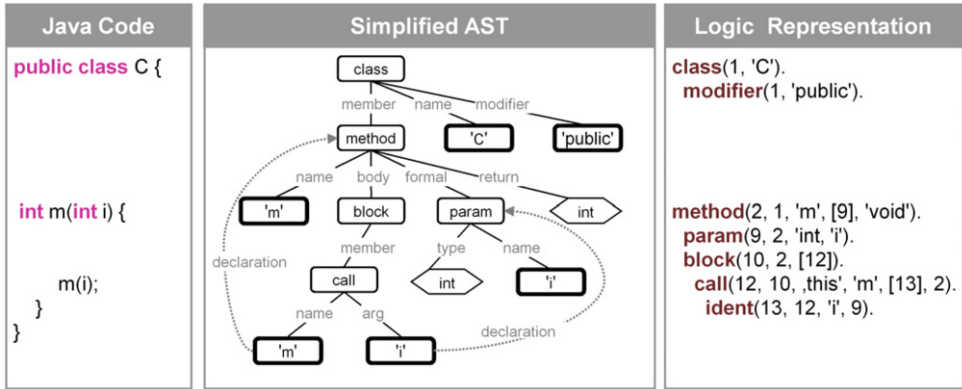 Java Code
public class C {
int m(int i) {
m(i);
}
}
Simplified AST
class
member name modifier
method 'C' 'public'
name body formal return
'm' block param int
member type name
declaration
call int 'i'
name arg
declaration
'm' 'i'
Logic Representation
class(1, 'C').
modifier(1, 'public').
method(2, 1, 'm', [9], 'void').
param(9, 2, 'int, 'i').
block(10, 2, [12]).
call(12, 10, ,this', 'm', [13], 2).
ident(13, 12, 'i', 9).